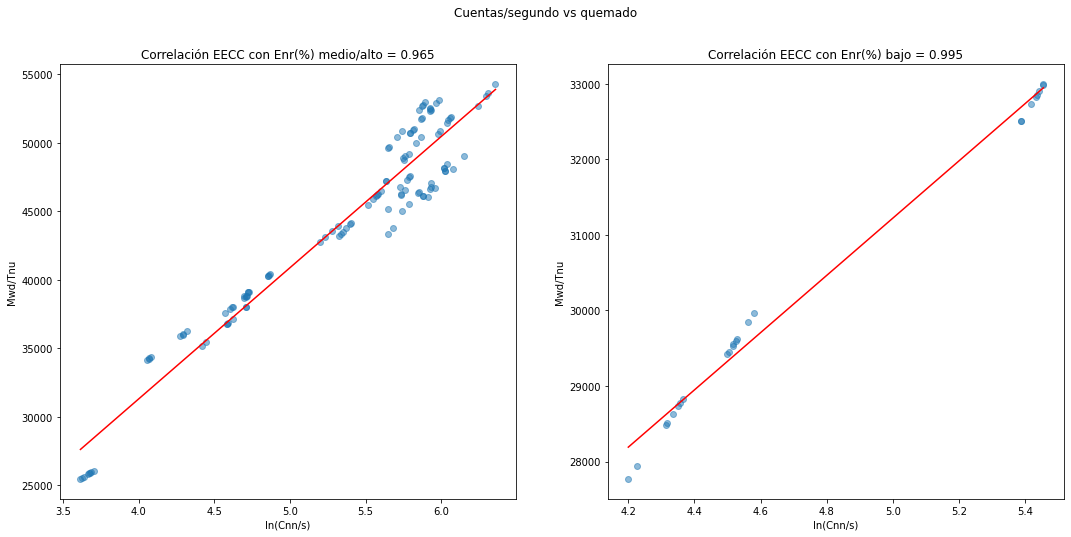 Cuentas/segundo vs quemado
Correlación EECC con Enr(%) medio/alto = 0.965
55000
50000
45000
40000
35000
30000
25000
Mwd/Tnu
3.5 4.0 4.5 5.0 5.5 6.0
ln(Cnn/s)
Correlación EECC con Enr(%) bajo = 0.995
33000
32000
31000
30000
29000
28000
Mwd/Tnu
4.2 4.4 4.6 4.8 5.0 5.2 5.4
ln(Cnn/s)